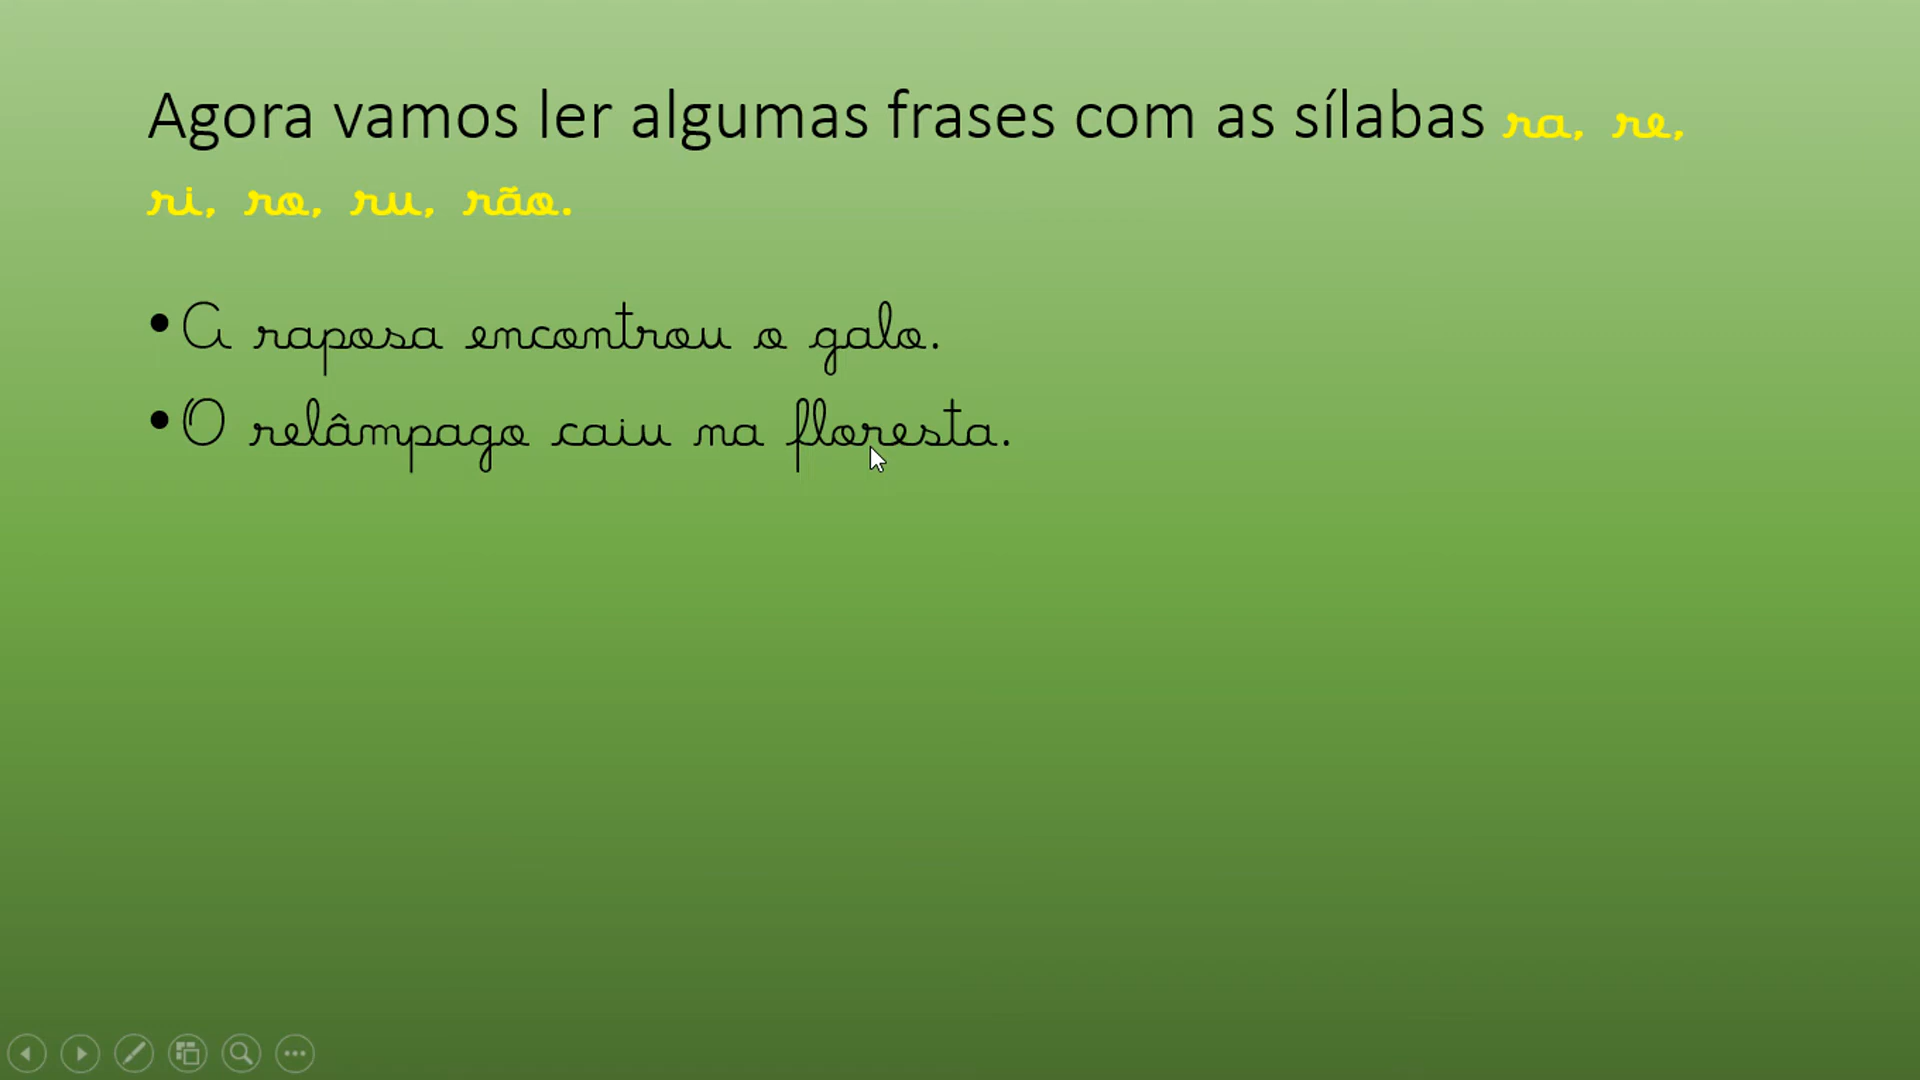 Agora vamos ler algumas frases com as sílabas ra, re,
ri, ro, ru, rão.
• A raposa encontrou o galo.
• O relâmpago caiu na floresta.